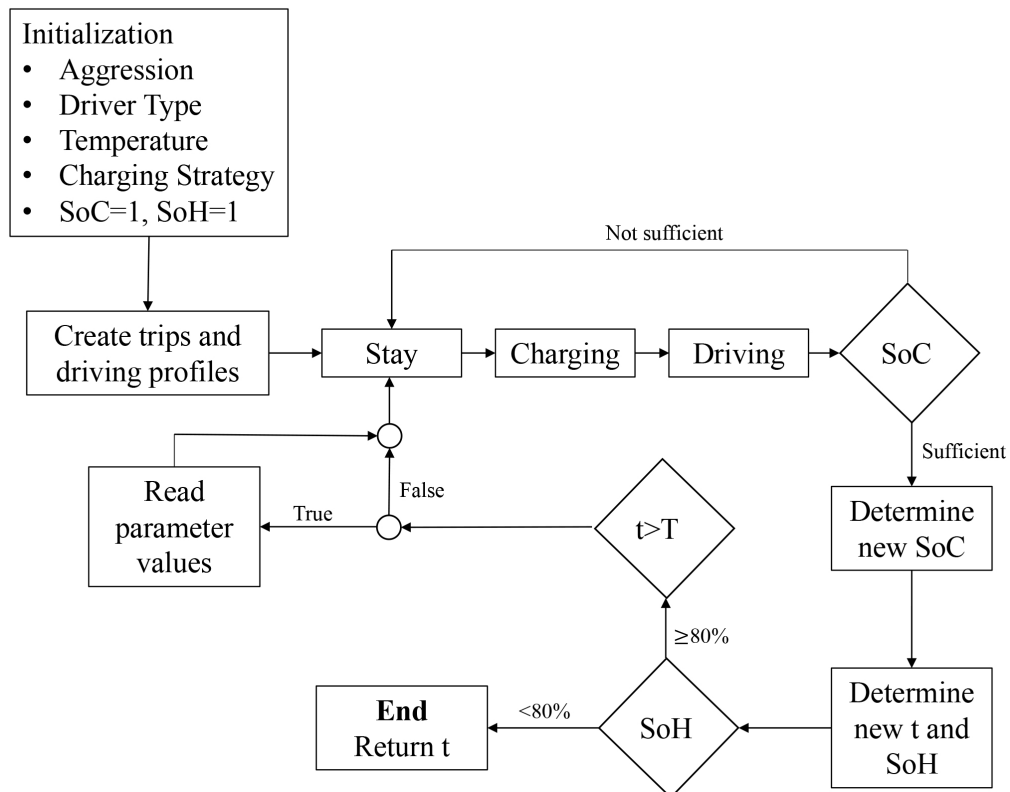 Initialization
• Aggression
• Driver Type
• Temperature
• Charging Strategy
• SoC=1, SoH=1
Not sufficient
Create trips and
driving profiles
Stay
Charging
Driving
SoC
Sufficient
Read
parameter
values
True
False
t>T
Determine
new SoC
≥80%
End
Return t
<80%
SoH
Determine
new t and
SoH